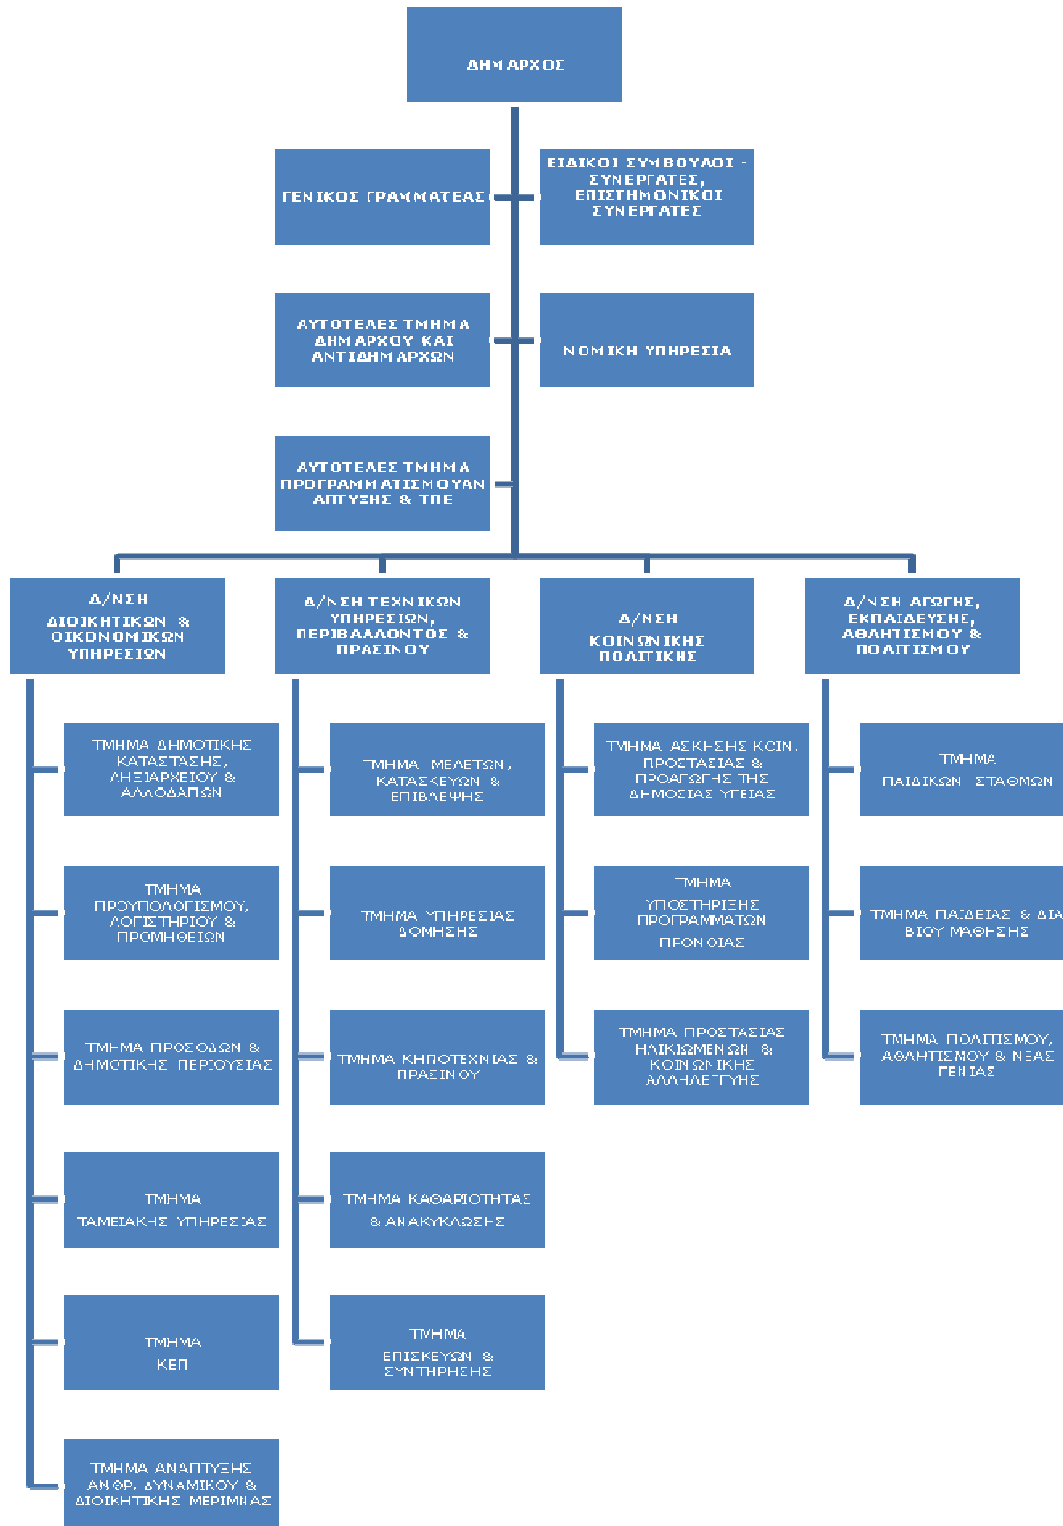 ΔΗΜΑΡΧΟΣ
ΓΕΝΙΚΟΣ ΓΡΑΜΜΑΤΕΑΣ
ΕΙΔΙΚΟΙ ΣΥΜΒΟΥΛΟΙ -
ΣΥΝΕΡΓΑΤΕΣ,
ΕΠΙΣΤΗΜΟΝΙΚΟΙ
ΣΥΝΕΡΓΑΤΕΣ
ΑΥΤΟΤΕΛΕΣ ΤΜΗΜΑ
ΔΗΜΑΡΧΟΥ ΚΑΙ
ΑΝΤΙΔΗΜΑΡΧΩΝ
ΝΟΜΙΚΗ ΥΠΗΡΕΣΙΑ
ΑΥΤΟΤΕΛΕΣ ΤΜΗΜΑ
ΠΡΟΓΡΑΜΜΑΤΙΣΜΟΥΑΝ
ΑΠΤΥΞΗΣ & ΤΠΕ
Δ/ΝΣΗ
ΔΙΟΙΚΗΤΙΚΩΝ &
ΟΙΚΟΝΟΜΙΚΩΝ
ΥΠΗΡΕΣΙΩΝ
Δ/ΝΣΗ ΤΕΧΝΙΚΩΝ
ΥΠΗΡΕΣΙΩΝ,
ΠΕΡΙΒΑΛΛΟΝΤΟΣ &
ΠΡΑΣΙΝΟΥ
Δ/ΝΣΗ
ΚΟΙΝΩΝΙΚΗΣ
ΠΟΛΙΤΙΚΗΣ
Δ/ΝΣΗ ΑΓΩΓΗΣ,
ΕΚΠΑΙΔΕΥΣΗΣ,
ΑΘΛΗΤΙΣΜΟΥ &
ΠΟΛΙΤΙΣΜΟΥ
ΤΜΗΜΑ ΔΗΜΟΤΙΚΗΣ
ΚΑΤΑΣΤΑΣΗΣ,
ΛΗΞΙΑΡΧΕΙΟΥ &
ΑΛΛΟΔΑΠΩΝ
ΤΜΗΜΑ
ΠΡΟΥΠΟΛΟΓΙΣΜΟΥ,
ΛΟΓΙΣΤΗΡΙΟΥ &
ΠΡΟΜΗΘΕΙΩΝ
ΤΜΗΜΑ ΠΡΟΣΟΔΩΝ &
ΔΗΜΟΤΙΚΗΣ ΠΕΡΙΟΥΣΙΑΣ
ΤΜΗΜΑ
ΤΑΜΕΙΑΚΗΣ ΥΠΗΡΕΣΙΑΣ
ΤΜΗΜΑ
ΚΕΠ
ΤΜΗΜΑ ΑΝΑΠΤΥΞΗΣ
ΑΝΘΡ. ΔΥΝΑΜΙΚΟΥ &
ΔΙΟΙΚΗΤΙΚΗΣ ΜΕΡΙΜΝΑΣ
ΤΜΗΜΑ ΜΕΛΕΤΩΝ,
ΚΑΤΑΣΚΕΥΩΝ &
ΕΠΙΒΛΕΨΗΣ
ΤΜΗΜΑ ΥΠΗΡΕΣΙΑΣ
ΔΟΜΗΣΗΣ
ΤΜΗΜΑ ΚΗΠΟΤΕΧΝΙΑΣ &
ΠΡΑΣΙΝΟΥ
ΤΜΗΜΑ ΚΑΘΑΡΙΟΤΗΤΑΣ
& ΑΝΑΚΥΚΛΩΣΗΣ
ΤΜΗΜΑ
ΕΠΙΣΚΕΥΩΝ &
ΣΥΝΤΗΡΗΣΗΣ
ΤΜΗΜΑ ΑΣΚΗΣΗΣ ΚΟΙΝ.
ΠΡΟΣΤΑΣΙΑΣ &
ΠΡΟΑΓΩΓΗΣ ΤΗΣ
ΔΗΜΟΣΙΑΣ ΥΓΕΙΑΣ
ΤΜΗΜΑ
ΥΠΟΣΤΗΡΙΞΗΣ
ΠΡΟΓΡΑΜΜΑΤΩΝ
ΠΡΟΝΟΙΑΣ
ΤΜΗΜΑ ΠΡΟΣΤΑΣΙΑΣ
ΗΛΙΚΙΩΜΕΝΩΝ &
ΚΟΙΝΩΝΙΚΗΣ
ΑΛΛΗΛΕΓΓΥΗΣ
ΤΜΗΜΑ
ΠΑΙΔΙΚΩΝ ΣΤΑΘΜΩΝ
ΤΜΗΜΑ ΠΑΙΔΕΙΑΣ & ΔΙΑ
ΒΙΟΥ ΜΑΘΗΣΗΣ
ΤΜΗΜΑ ΠΟΛΙΤΙΣΜΟΥ,
ΑΘΛΗΤΙΣΜΟΥ & ΝΕΑΣ
ΓΕΝΙΑΣ